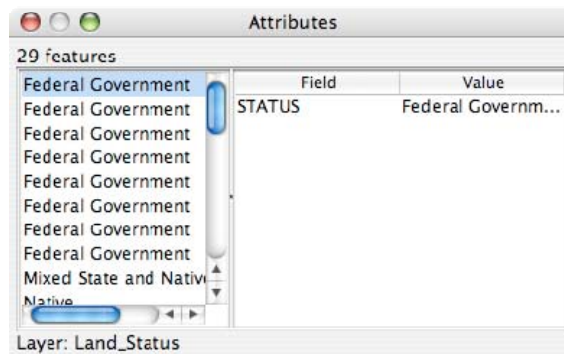 Attributes
29 features
Federal Government
Federal Government
Federal Government
Federal Government
Federal Government
Federal Government
Federal Government
Federal Government
Mixed State and Nativ
Native
Field Value
STATUS Federal Governm...
Layer: Land_Status